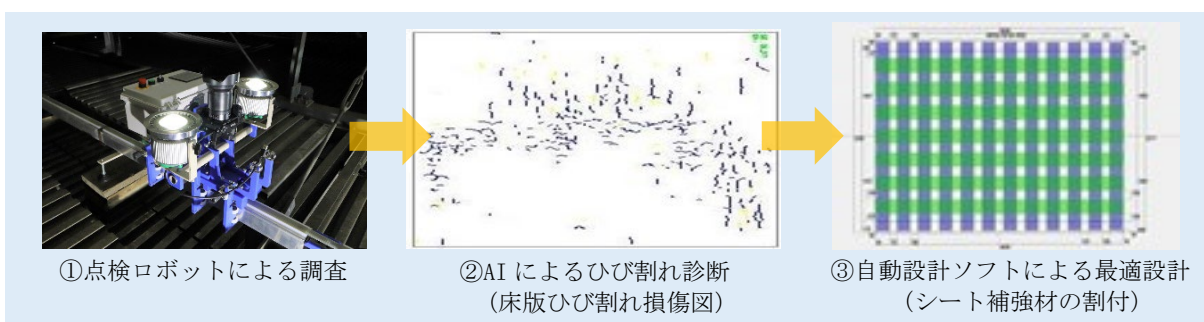 ①点検ロボットによる調査
②AI によるひび割れ診断
(床版ひび割れ損傷図)
③自動設計ソフトによる最適設計
(シート補強材の割付)